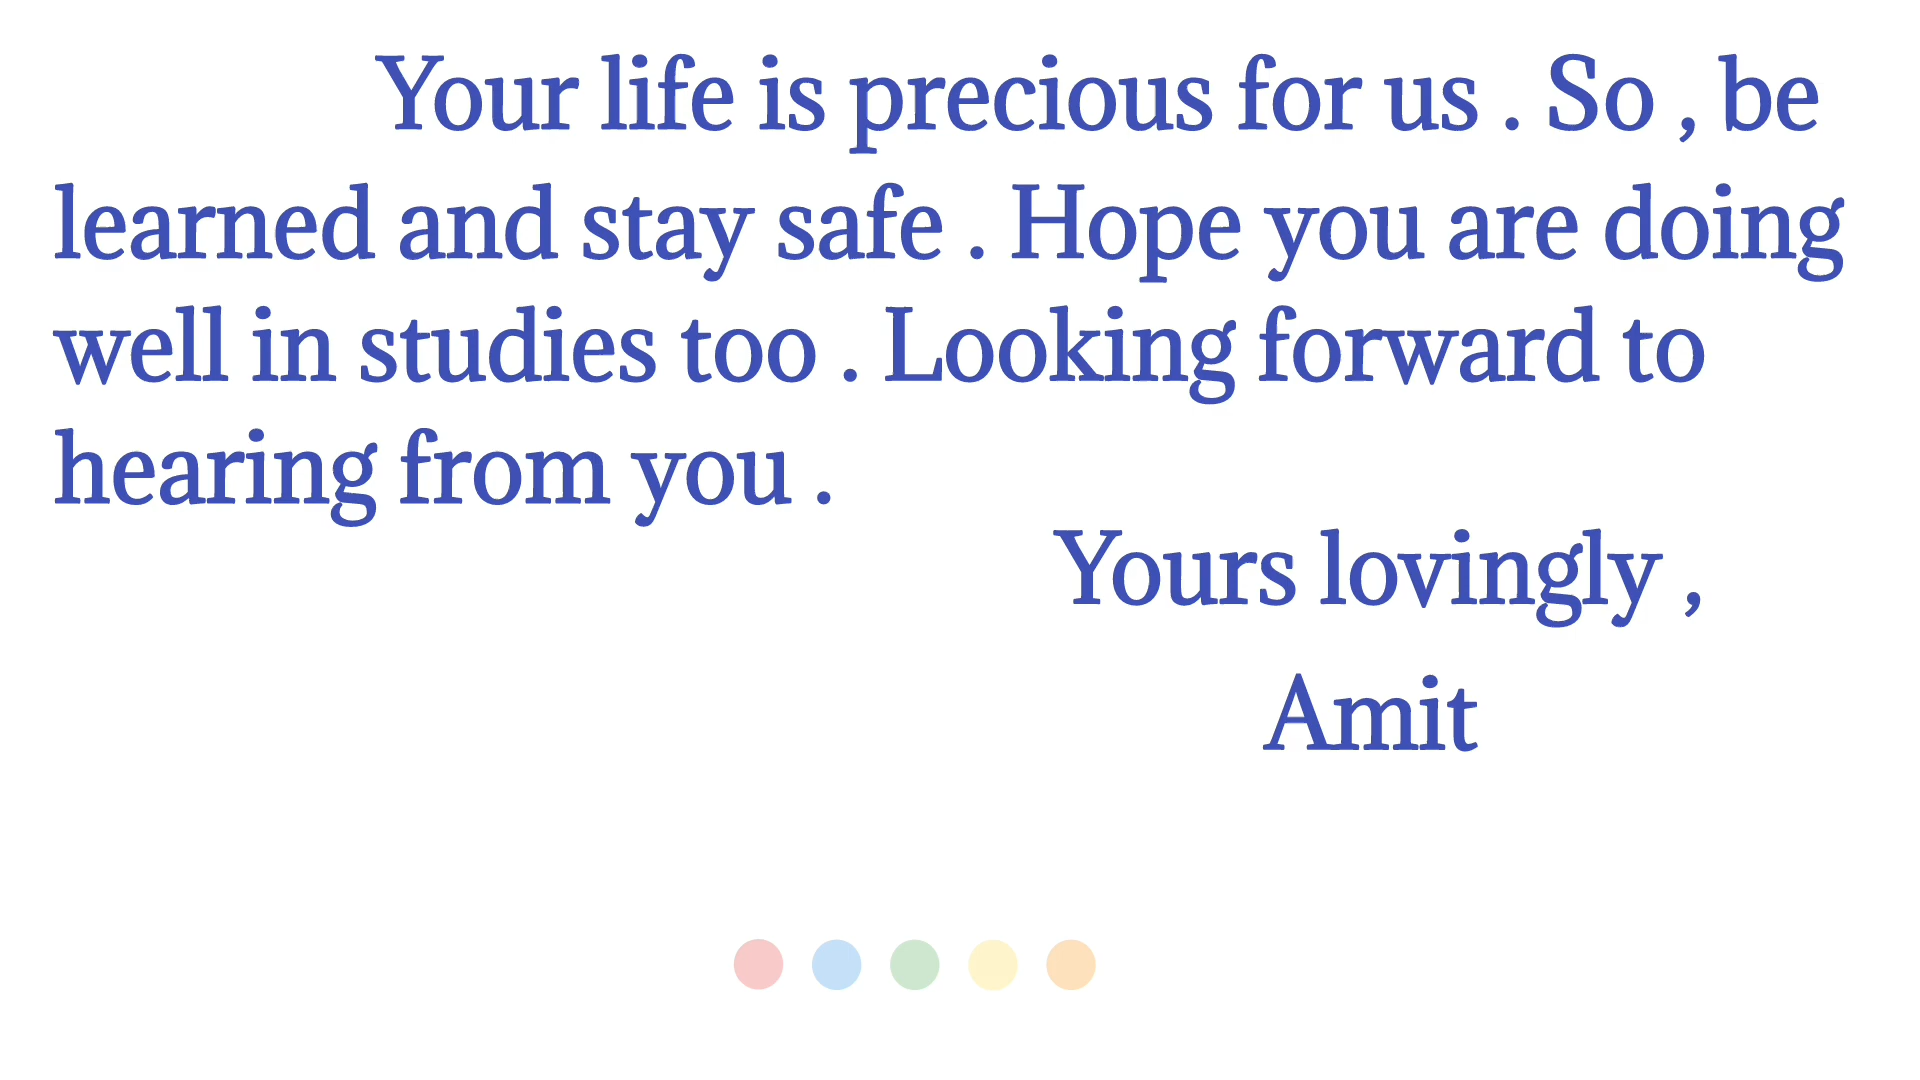 Your life is precious for us . So , be
learned and stay safe . Hope you are doing
well in studies too . Looking forward to
hearing from you .
Yours lovingly ,
Amit